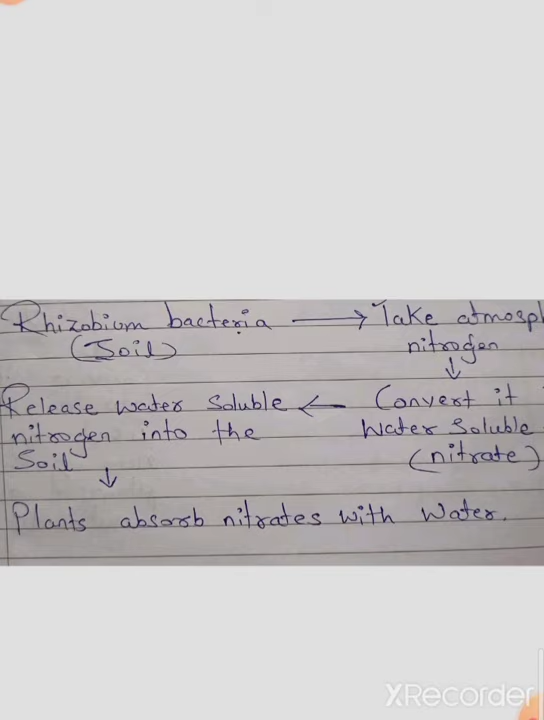 Rhizobium bacteria → Take atmosph
(Soil) nitrogen
↓
Release water soluble ← Convert it
nitrogen into the water soluble
Soil (nitrate)
↓
Plants absorb nitrates with water.
XRecorder